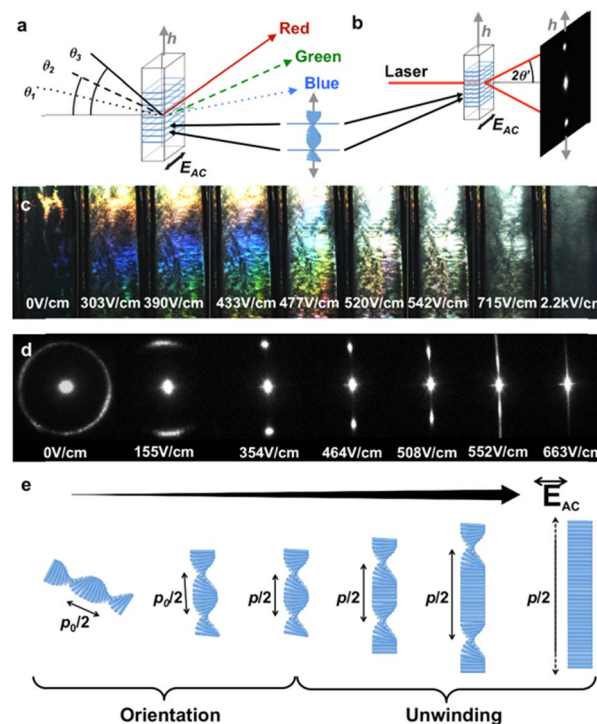 a
h
θ3
θ2
θ1
Red
Green
Blue
EAC
b
h
Laser
2θ'
EAC
c
0V/cm 303V/cm 390V/cm 433V/cm 477V/cm 520V/cm 542V/cm 715V/cm 2.2kV/cm
d
0V/cm 155V/cm 354V/cm 464V/cm 508V/cm 552V/cm 663V/cm
e
EAC
p0/2 p0/2 p/2 p/2 p/2 p/2
Orientation Unwinding